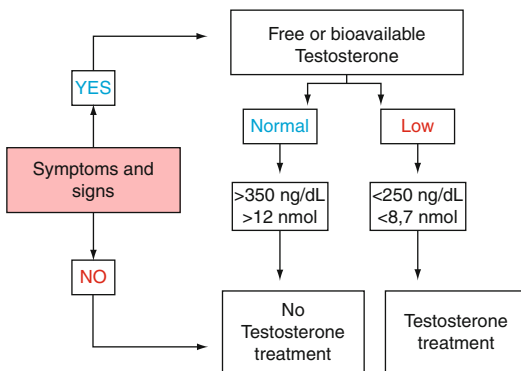 Free or bioavailable
Testosterone
YES
Normal
Low
Symptoms and
signs
>350 ng/dL
>12 nmol
<250 ng/dL
<8,7 nmol
NO
No
Testosterone
treatment
Testosterone
treatment